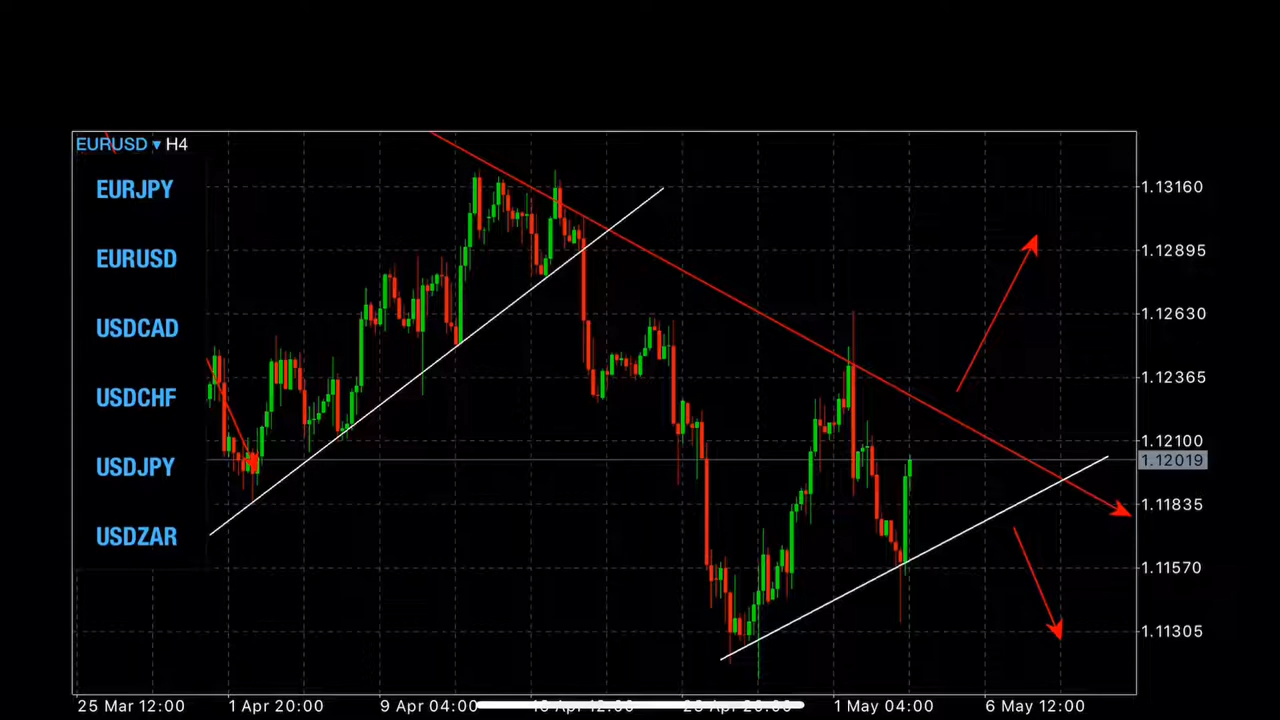 EURUSD ▾ H4
EURJPY
EURUSD
USDCAD
USDCHF
USDJPY
USDZAR
1.13160
1.12895
1.12630
1.12365
1.12100
1.12019
1.11835
1.11570
1.11305
25 Mar 12:00 1 Apr 20:00 9 Apr 04:00 1 May 04:00 6 May 12:00